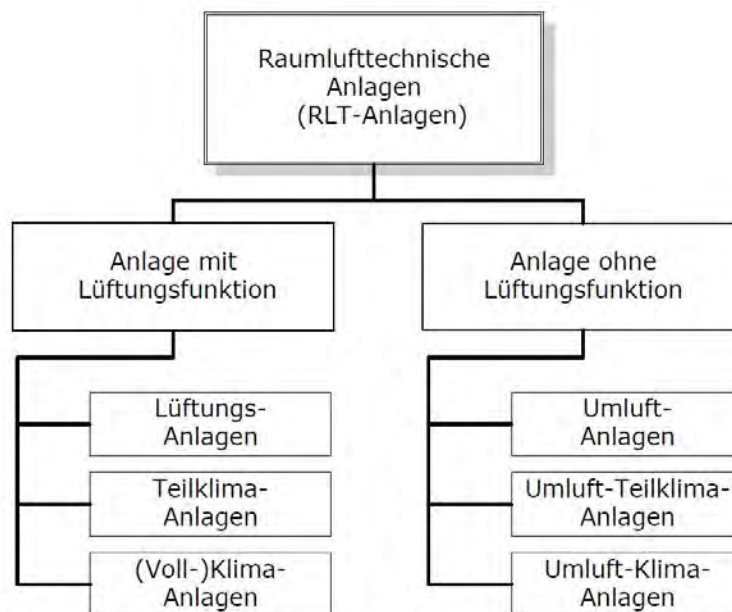 Raumlufttechnische
Anlagen
(RLT-Anlagen)
Anlage mit
Lüftungsfunktion
Anlage ohne
Lüftungsfunktion
Lüftungs-
Anlagen
Teilklima-
Anlagen
(Voll-)Klima-
Anlagen
Umluft-
Anlagen
Umluft-Teilklima-
Anlagen
Umluft-Klima-
Anlagen